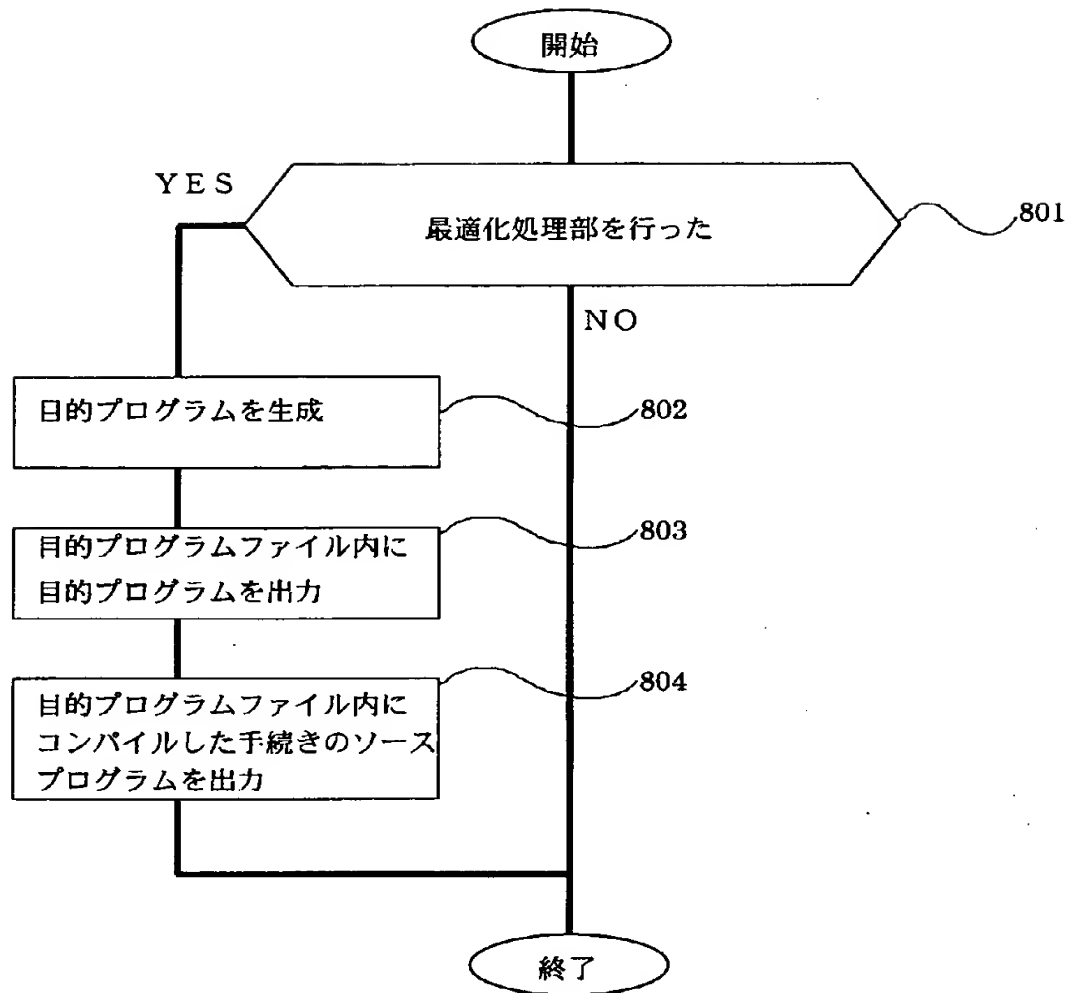 開始
YES
最適化処理部を行った
801
NO
目的プログラムを生成
802
目的プログラムファイル内に
目的プログラムを出力
803
目的プログラムファイル内に
コンパイルした手続きのソース
プログラムを出力
804
終了